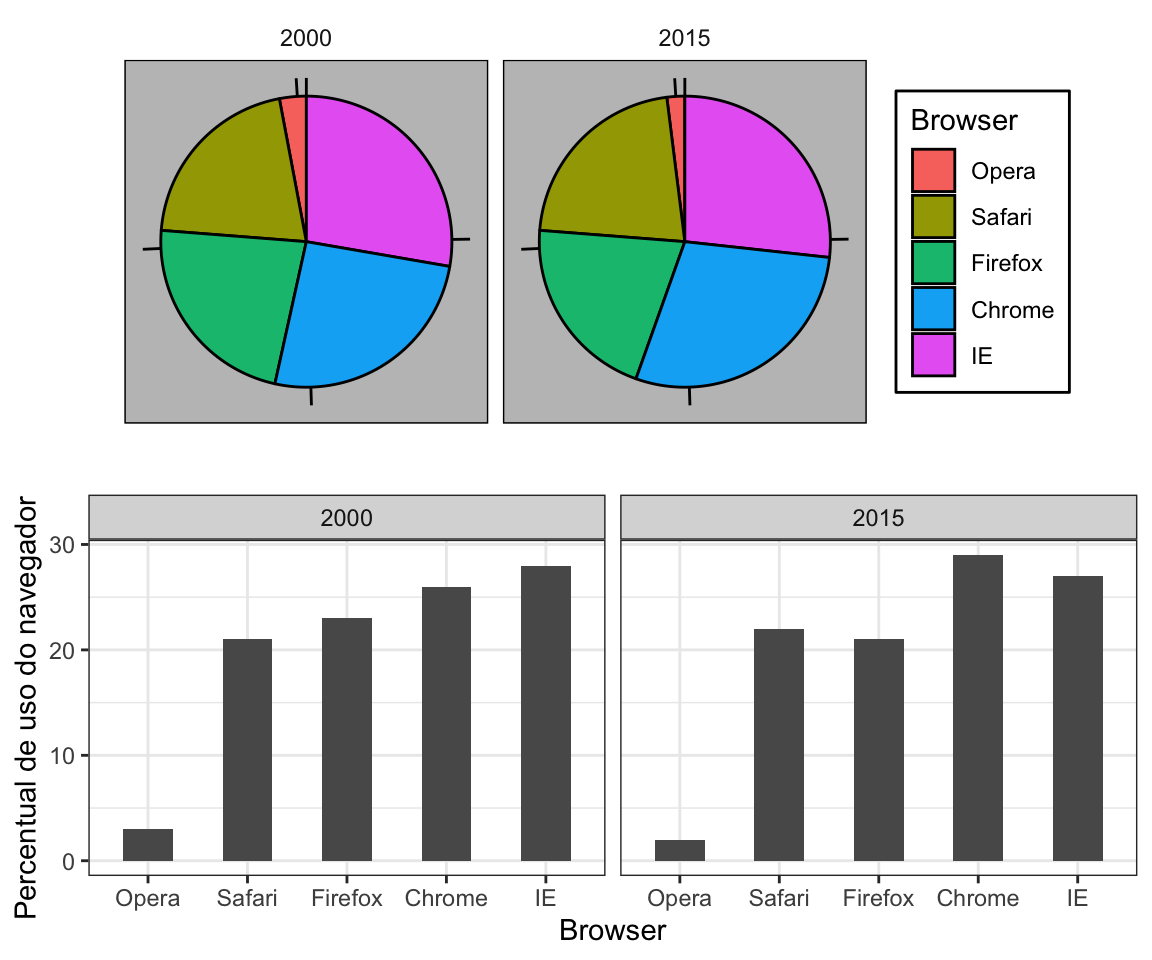 2000 2015
Browser
Opera
Safari
Firefox
Chrome
IE
Percentual de uso do navegador
2000 2015
30
20
10
0
Opera Safari Firefox Chrome IE Opera Safari Firefox Chrome IE
Browser